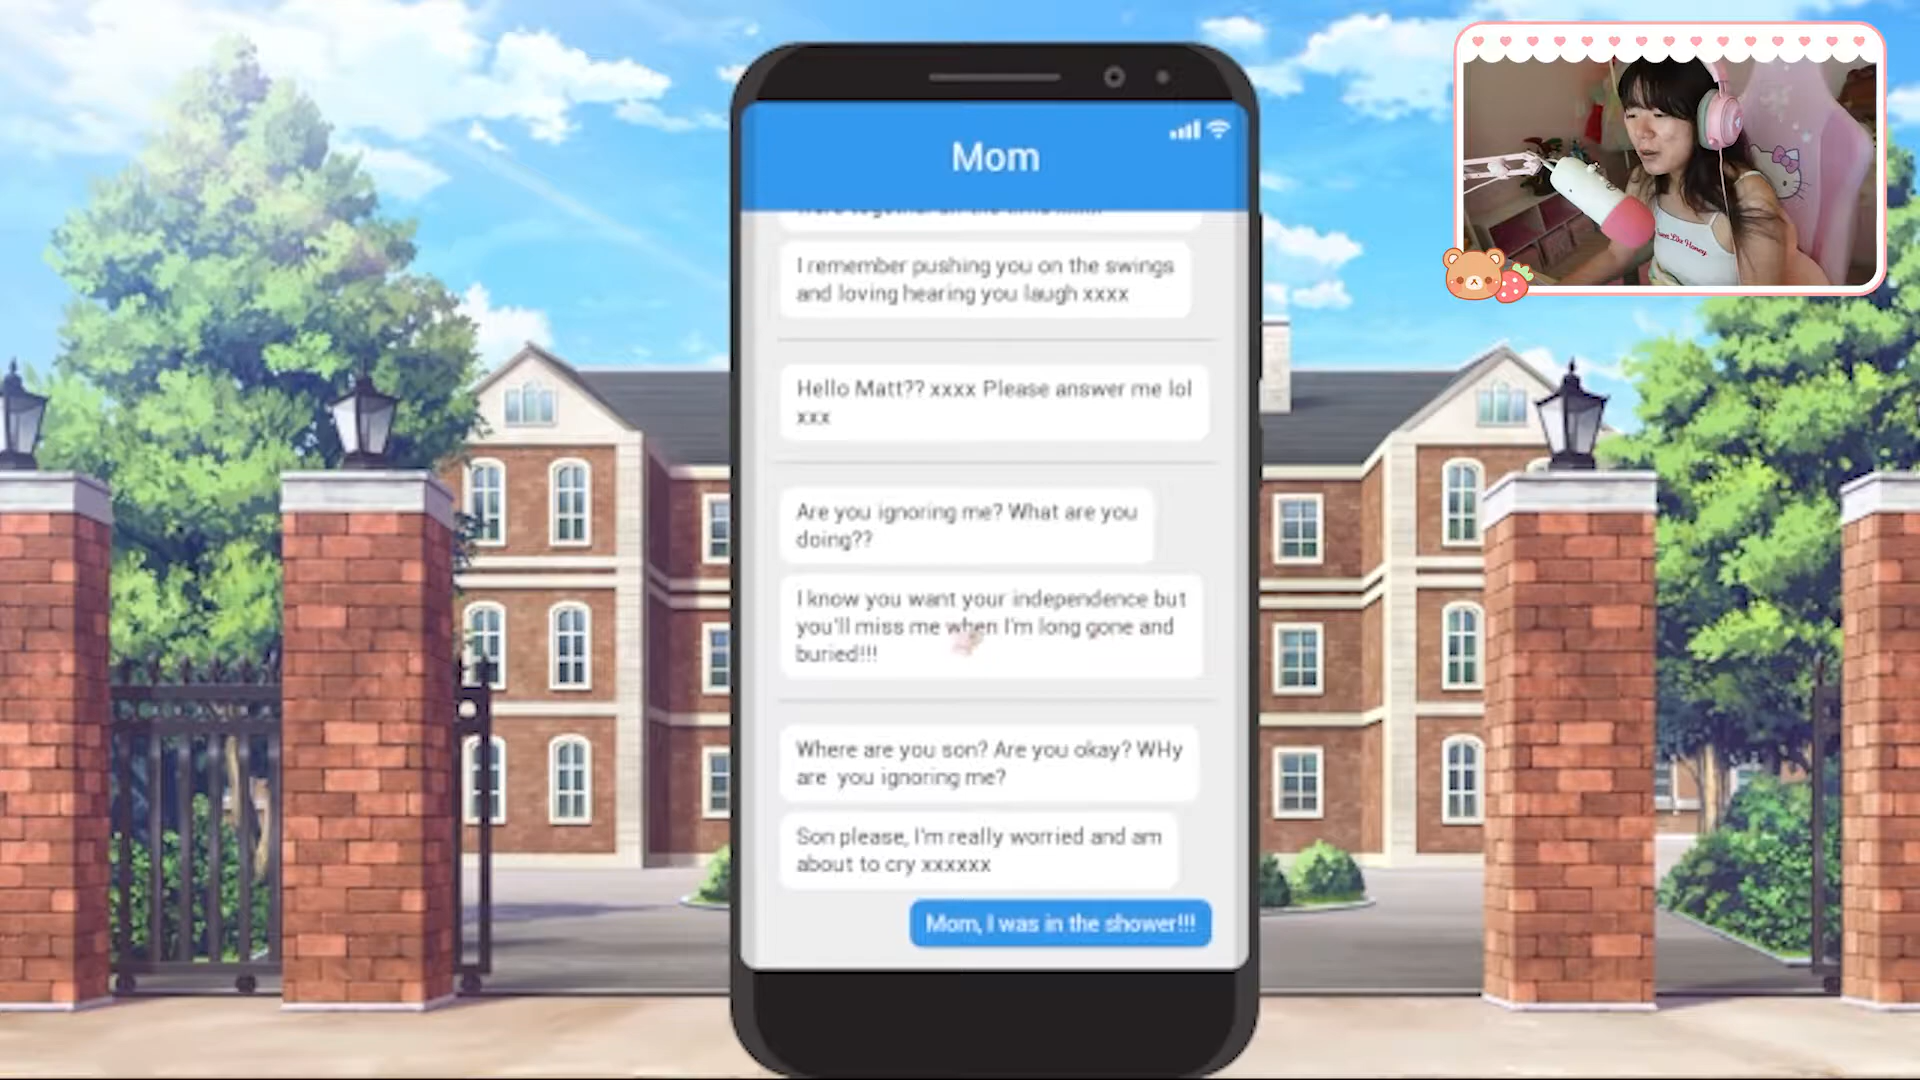 Mom
I remember pushing you on the swings
and loving hearing you laugh xxxx
Hello Matt?? xxxx Please answer me lol
xxx
Are you ignoring me? What are you
doing??
I know you want your independence but
you'll miss me when I'm long gone and
buried!!!
Where are you son? Are you okay? WHy
are  you ignoring me?
Son please, I'm really worried and am
about to cry xxxxxx
Mom, I was in the shower!!!
Sweet Like Honey